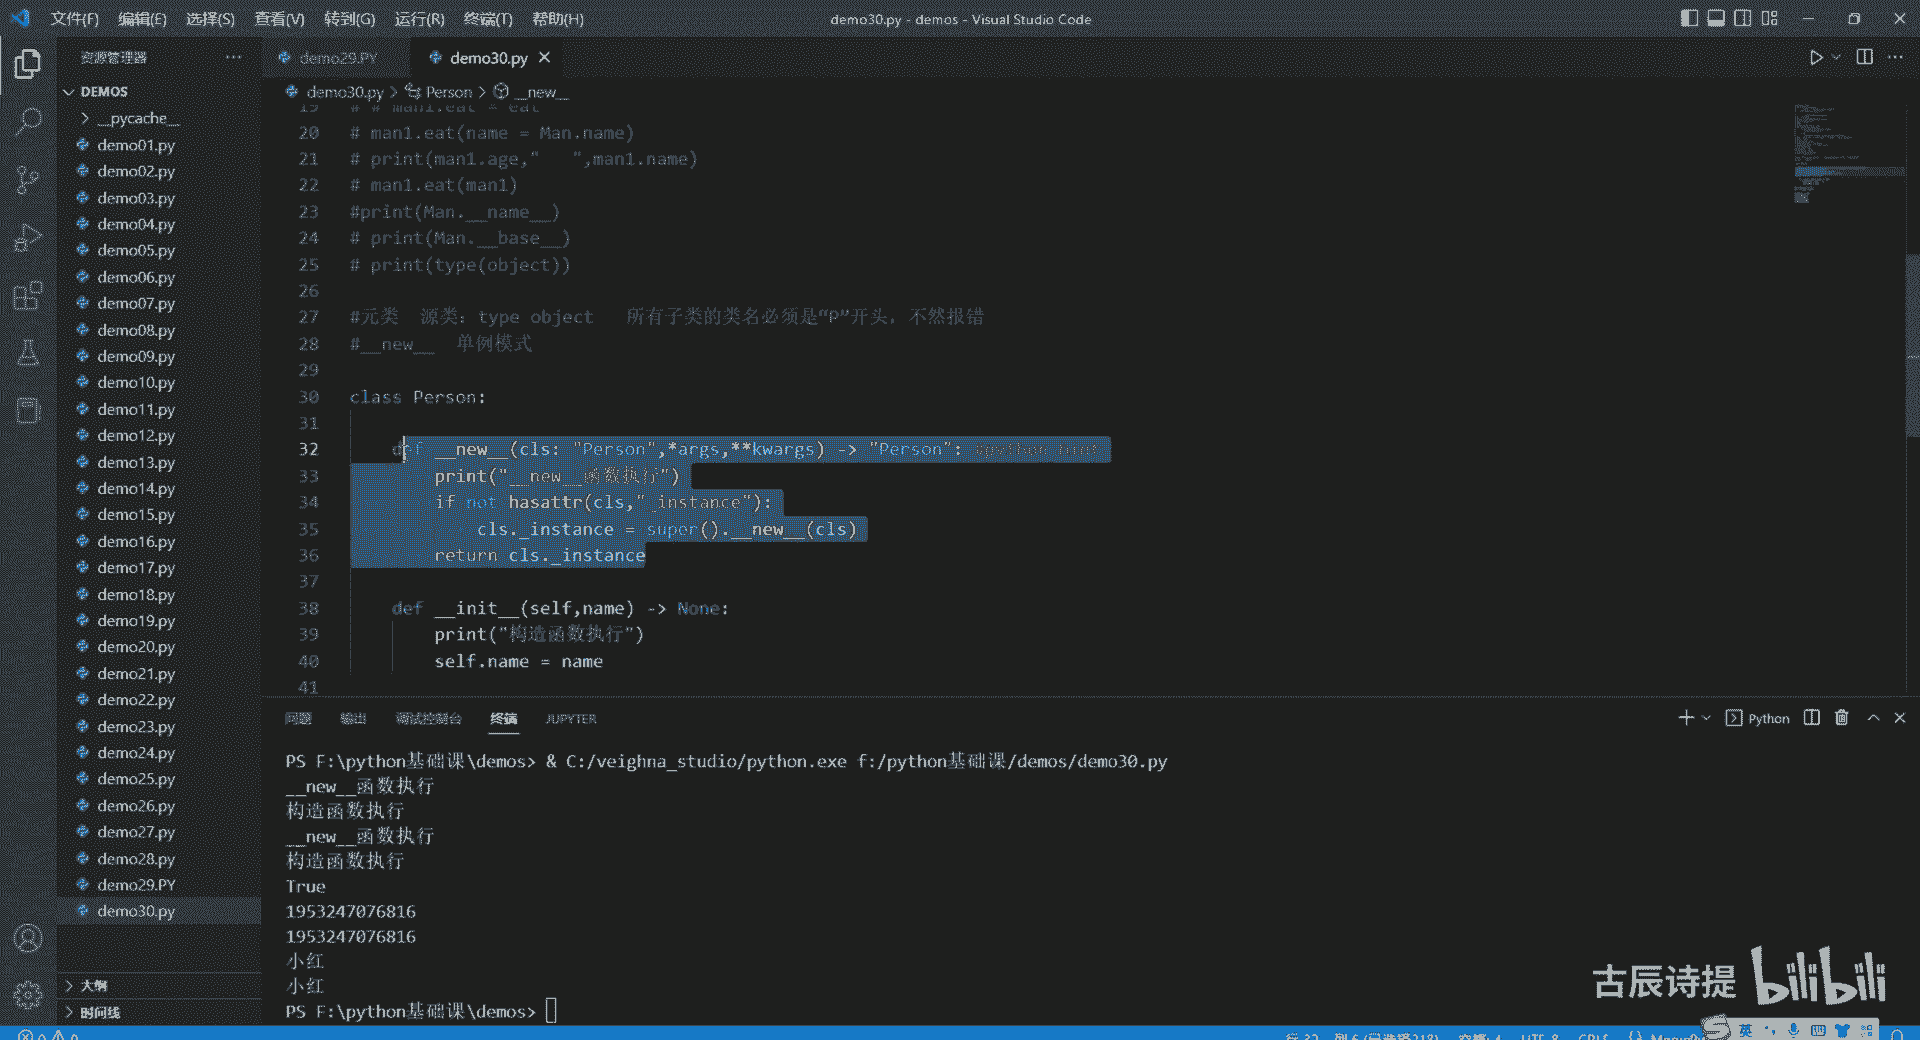 文件(F) 编辑(E) 选择(S) 查看(V) 转到(G) 运行(R) 终端(T) 帮助(H)
demo30.py - demos - Visual Studio Code
资源管理器
DEMOS
__pycache__
demo01.py
demo02.py
demo03.py
demo04.py
demo05.py
demo06.py
demo07.py
demo08.py
demo09.py
demo10.py
demo11.py
demo12.py
demo13.py
demo14.py
demo15.py
demo16.py
demo17.py
demo18.py
demo19.py
demo20.py
demo21.py
demo22.py
demo23.py
demo24.py
demo25.py
demo26.py
demo27.py
demo28.py
demo29.PY
demo30.py
大纲
时间线
demo29.PY
demo30.py
demo30.py > Person > __new__
19 # # man1.eat = eat
20 # man1.eat(name = Man.name)
21 # print(man1.age,"   ",man1.name)
22 # man1.eat(man1)
23 #print(Man.__name__)
24 # print(Man.__base__)
25 # print(type(object))
26
27 #元类  源类: type object   所有子类的类名必须是“P”开头, 不然报错
28 #__new__  单例模式
29
30 class Person:
31
32 def __new__(cls: "Person",*args,**kwargs) -> "Person":
33 print("__new__函数执行")
34 if not hasattr(cls,"_instance"):
35 cls._instance = super().__new__(cls)
36 return cls._instance
37
38 def __init__(self,name) -> None:
39 print("构造函数执行")
40 self.name = name
41
问题 输出 调试控制台 终端 JUPYTER
Python
PS F:\python基础课\demos> & C:/veighna_studio/python.exe f:/python基础课/demos/demo30.py
__new__函数执行
构造函数执行
__new__函数执行
构造函数执行
True
1953247076816
1953247076816
小红
小红
PS F:\python基础课\demos>
古辰诗提 bilibili
英